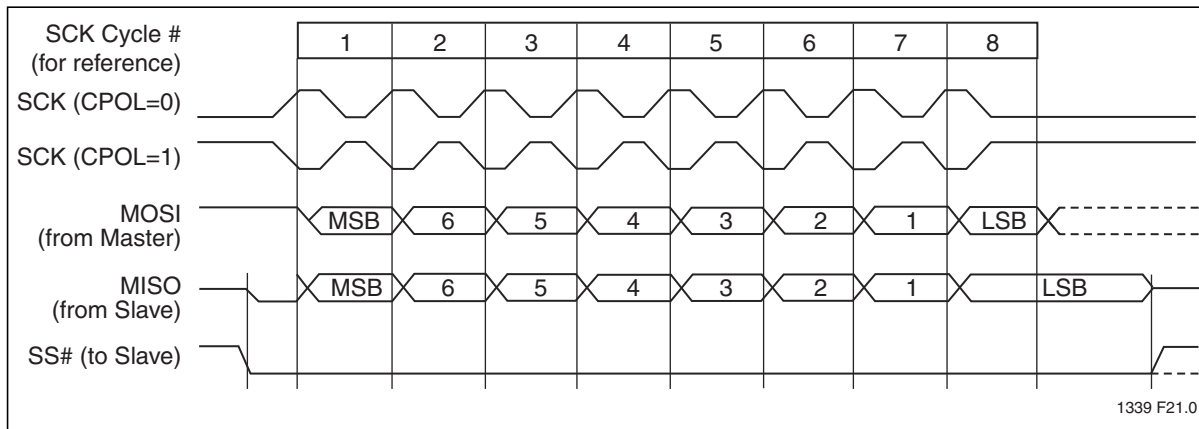 SCK Cycle #
(for reference)
1 2 3 4 5 6 7 8
SCK (CPOL=0)
SCK (CPOL=1)
MOSI
(from Master)
MSB 6 5 4 3 2 1 LSB
MISO
(from Slave)
MSB 6 5 4 3 2 1 LSB
SS# (to Slave)
1339 F21.0